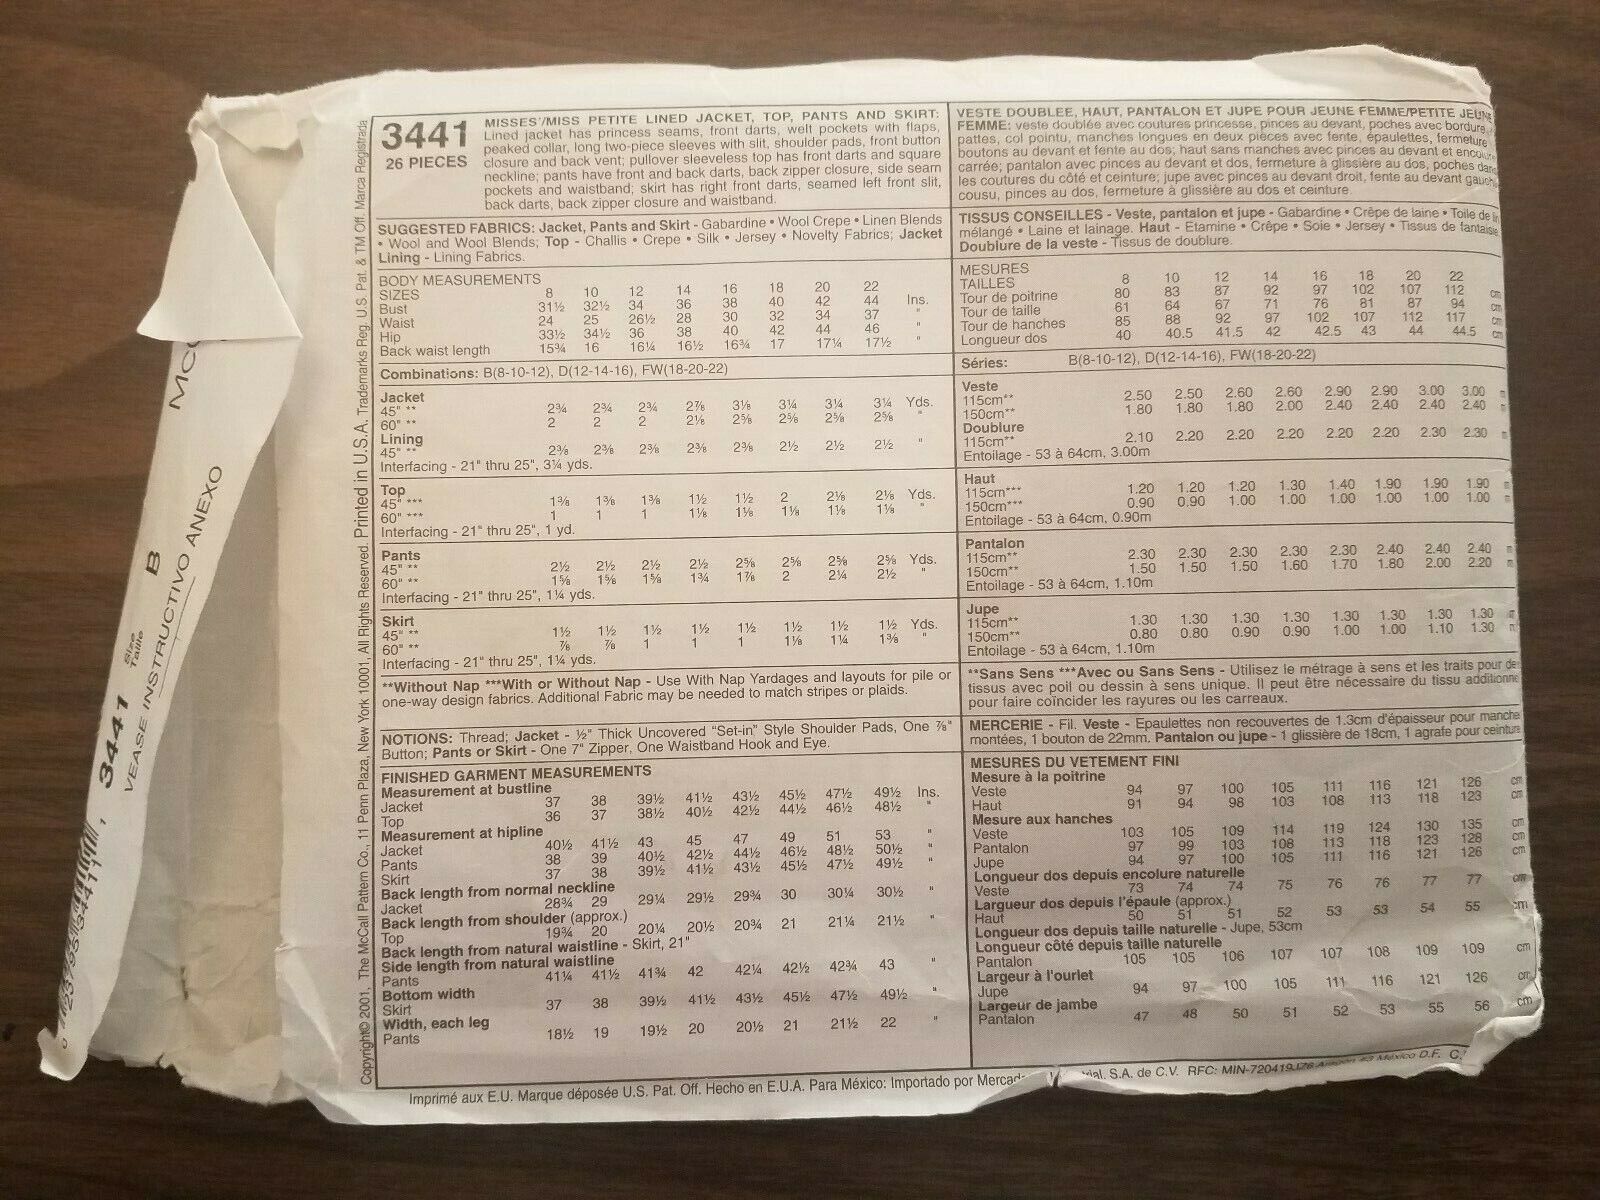 3441
26 PIECES
MISSES'/MISS PETITE LINED JACKET, TOP, PANTS AND SKIRT:
Lined jacket has princess seams, front darts, welt pockets with flaps,
peaked collar, long two-piece sleeves with slit, shoulder pads, front button
closure and back vent; pullover sleeveless top has front darts and square
neckline; pants have front and back darts, back zipper closure, side seam
pockets and waistband; skirt has right front darts, seamed left front slit,
back darts, back zipper closure and waistband.
SUGGESTED FABRICS: Jacket, Pants and Skirt - Gabardine • Wool Crepe • Linen Blends
• Wool and Wool Blends; Top - Challis • Crepe • Silk • Jersey • Novelty Fabrics; Jacket
Lining - Lining Fabrics.
BODY MEASUREMENTS
SIZES 8 10 12 14 16 18 20 22
Bust 31½ 32½ 34 36 38 40 42 44 Ins.
Waist 24 25 26½ 28 30 32 34 37 "
Hip 33½ 34½ 36 38 40 42 44 46 "
Back waist length 15¾ 16 16¼ 16½ 16¾ 17 17¼ 17½ "
Combinations: B(8-10-12), D(12-14-16), FW(18-20-22)
Jacket
45" ** 2¾ 2¾ 2¾ 2⅞ 3⅛ 3¼ 3¼ 3¼ Yds.
60" ** 2 2 2 2⅛ 2⅝ 2⅝ 2⅝ 2⅝ "
Lining
45" ** 2⅜ 2⅜ 2⅜ 2⅜ 2⅜ 2½ 2½ 2½ "
Interfacing - 21" thru 25", 3¼ yds.
Top
45" *** 1⅜ 1⅜ 1⅜ 1½ 1½ 2 2⅛ 2⅛ Yds.
60" *** 1 1 1 1⅛ 1⅛ 1⅛ 1⅛ 1⅛ "
Interfacing - 21" thru 25", 1 yd.
Pants
45" ** 2½ 2½ 2½ 2½ 2⅝ 2⅝ 2⅝ 2⅝ Yds.
60" ** 1⅝ 1⅝ 1⅝ 1¾ 1⅞ 2 2¼ 2½ "
Interfacing - 21" thru 25", 1¼ yds.
Skirt
45" ** 1½ 1½ 1½ 1½ 1½ 1½ 1½ 1½ Yds.
60" ** ⅞ ⅞ 1 1 1 1⅛ 1¼ 1⅜ "
Interfacing - 21" thru 25", 1¼ yds.
**Without Nap ***With or Without Nap - Use With Nap Yardages and layouts for pile or
one-way design fabrics. Additional Fabric may be needed to match stripes or plaids.
NOTIONS: Thread; Jacket - ½" Thick Uncovered "Set-in" Style Shoulder Pads, One ⅞"
Button; Pants or Skirt - One 7" Zipper, One Waistband Hook and Eye.
FINISHED GARMENT MEASUREMENTS
Measurement at bustline
Jacket 37 38 39½ 41½ 43½ 45½ 47½ 49½ Ins.
Top 36 37 38½ 40½ 42½ 44½ 46½ 48½ "
Measurement at hipline
Jacket 40½ 41½ 43 45 47 49 51 53 "
Pants 38 39 40½ 42½ 44½ 46½ 48½ 50½ "
Skirt 37 38 39½ 41½ 43½ 45½ 47½ 49½ "
Back length from normal neckline
Jacket 28¾ 29 29¼ 29½ 29¾ 30 30¼ 30½ "
Back length from shoulder (approx.)
Top 19¾ 20 20¼ 20½ 20¾ 21 21¼ 21½ "
Back length from natural waistline - Skirt, 21"
Side length from natural waistline
Pants 41¼ 41½ 41¾ 42 42¼ 42½ 42¾ 43 "
Bottom width
Skirt 37 38 39½ 41½ 43½ 45½ 47½ 49½ "
Width, each leg
Pants 18½ 19 19½ 20 20½ 21 21½ 22 "
VESTE DOUBLEE, HAUT, PANTALON ET JUPE POUR JEUNE FEMME/PETITE JEUNE
FEMME: veste doublée avec coutures princesse, pinces au devant, poches avec bordure,
pattes, col pointu, manches longues en deux pièces avec fente, épaulettes, fermeture
boutons au devant et fente au dos; haut sans manches avec pinces au devant et encolure
carrée; pantalon avec pinces au devant et dos, fermeture à glissière au dos, poches dans
les coutures du côté et ceinture; jupe avec pinces au devant droit, fente au devant gauche
cousu, pinces au dos, fermeture à glissière au dos et ceinture.
TISSUS CONSEILLES - Veste, pantalon et jupe - Gabardine • Crêpe de laine • Toile de lin
mélangé • Laine et lainage. Haut - Etamine • Crêpe • Soie • Jersey • Tissus de fantaisie
Doublure de la veste - Tissus de doublure.
MESURES
TAILLES 8 10 12 14 16 18 20 22
Tour de poitrine 80 83 87 92 97 102 107 112 cm
Tour de taille 61 64 67 71 76 81 87 94 cm
Tour de hanches 85 88 92 97 102 107 112 117 cm
Longueur dos 40 40.5 41.5 42 42.5 43 44 44.5 cm
Séries: B(8-10-12), D(12-14-16), FW(18-20-22)
Veste
115cm** 2.50 2.50 2.60 2.60 2.90 2.90 3.00 3.00 m
150cm** 1.80 1.80 1.80 2.00 2.40 2.40 2.40 2.40 m
Doublure
115cm** 2.10 2.20 2.20 2.20 2.20 2.20 2.30 2.30 m
Entoilage - 53 à 64cm, 3.00m
Haut
115cm*** 1.20 1.20 1.20 1.30 1.40 1.90 1.90 1.90 m
150cm*** 0.90 0.90 1.00 1.00 1.00 1.00 1.00 1.00 m
Entoilage - 53 à 64cm, 0.90m
Pantalon
115cm** 2.30 2.30 2.30 2.30 2.30 2.40 2.40 2.40 m
150cm** 1.50 1.50 1.50 1.60 1.70 1.80 2.00 2.20 m
Entoilage - 53 à 64cm, 1.10m
Jupe
115cm** 1.30 1.30 1.30 1.30 1.30 1.30 1.30 1.30 m
150cm** 0.80 0.80 0.90 0.90 1.00 1.00 1.10 1.30 m
Entoilage - 53 à 64cm, 1.10m
**Sans Sens ***Avec ou Sans Sens - Utilisez le métrage à sens et les traits pour de
tissus avec poil ou dessin à sens unique. Il peut être nécessaire du tissu additionne
pour faire coïncider les rayures ou les carreaux.
MERCERIE - Fil. Veste - Epaulettes non recouvertes de 1.3cm d'épaisseur pour manche
montées, 1 bouton de 22mm. Pantalon ou jupe - 1 glissière de 18cm, 1 agrafe pour ceinture
MESURES DU VETEMENT FINI
Mesure à la poitrine
Veste 94 97 100 105 111 116 121 126 cm
Haut 91 94 98 103 108 113 118 123 cm
Mesure aux hanches
Veste 103 105 109 114 119 124 130 135 cm
Pantalon 97 99 103 108 113 118 123 128 cm
Jupe 94 97 100 105 111 116 121 126 cm
Longueur dos depuis encolure naturelle
Veste 73 74 74 75 76 76 77 77 cm
Largueur dos depuis l'épaule (approx.)
Haut 50 51 51 52 53 53 54 55 cm
Longueur dos depuis taille naturelle - Jupe, 53cm
Longueur côté depuis taille naturelle
Pantalon 105 105 106 107 107 108 109 109 cm
Largeur à l'ourlet
Jupe 94 97 100 105 111 116 121 126 cm
Largeur de jambe
Pantalon 47 48 50 51 52 53 55 56 cm
Imprimé aux E.U. Marque déposée U.S. Pat. Off. Hecho en E.U.A. Para México: Importado por Mercad S.A. de C.V. RFC: MIN-720419 México D.F. C.
Copyright© 2001, The McCall Pattern Co., 11 Penn Plaza, New York 10001, All Rights Reserved. Printed in U.S.A. Trademarks Reg. U.S. Pat. & TM Off. Marca Registrada
McC
3441 Size Taille B
VEASE INSTRUCTIVO ANEXO
0 23795 34411